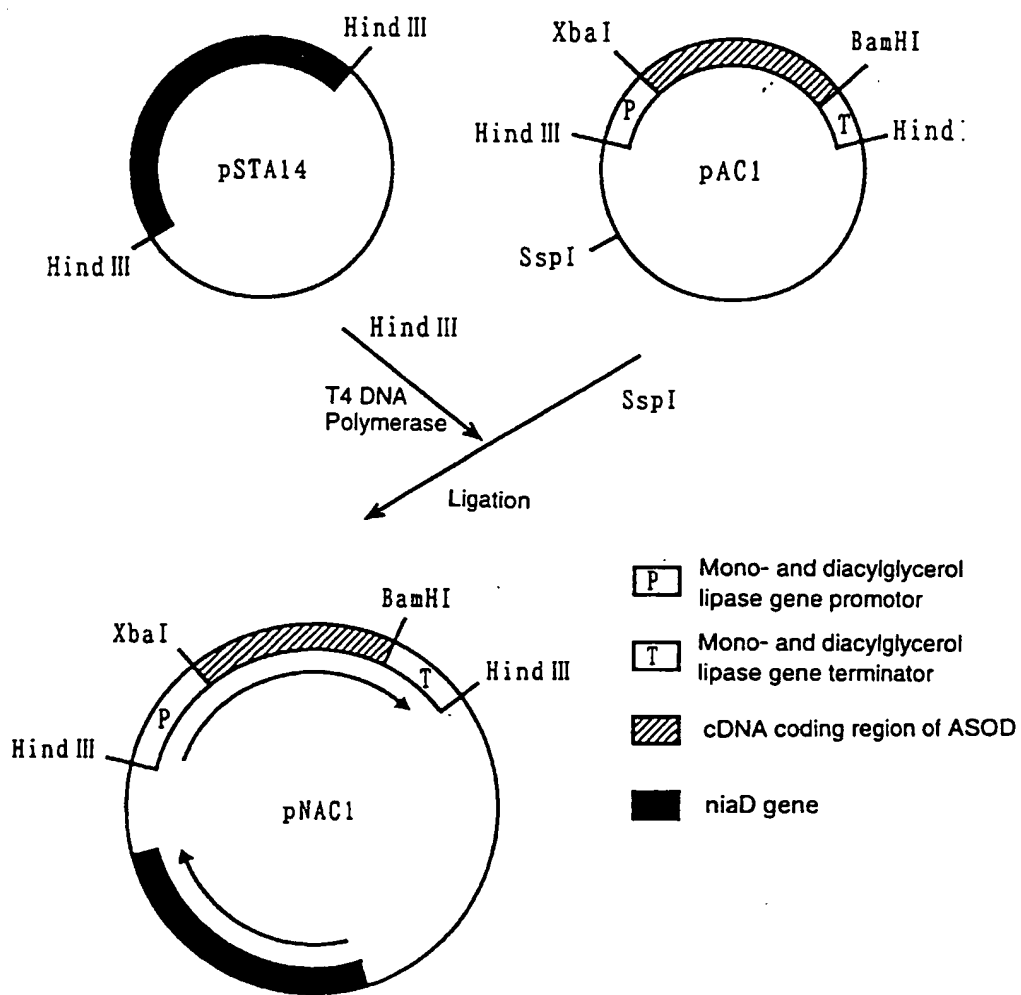 Hind III
XbaI
BamHI
P
T
Hind III
Hind
pSTA14
pAC1
SspI
Hind III
Hind III
T4 DNA
Polymerase
SspI
Ligation
P
Mono- and diacylglycerol
lipase gene promotor
BamHI
XbaI
T
Mono- and diacylglycerol
lipase gene terminator
Hind III
T
P
cDNA coding region of ASOD
Hind III
pNAC1
niaD gene